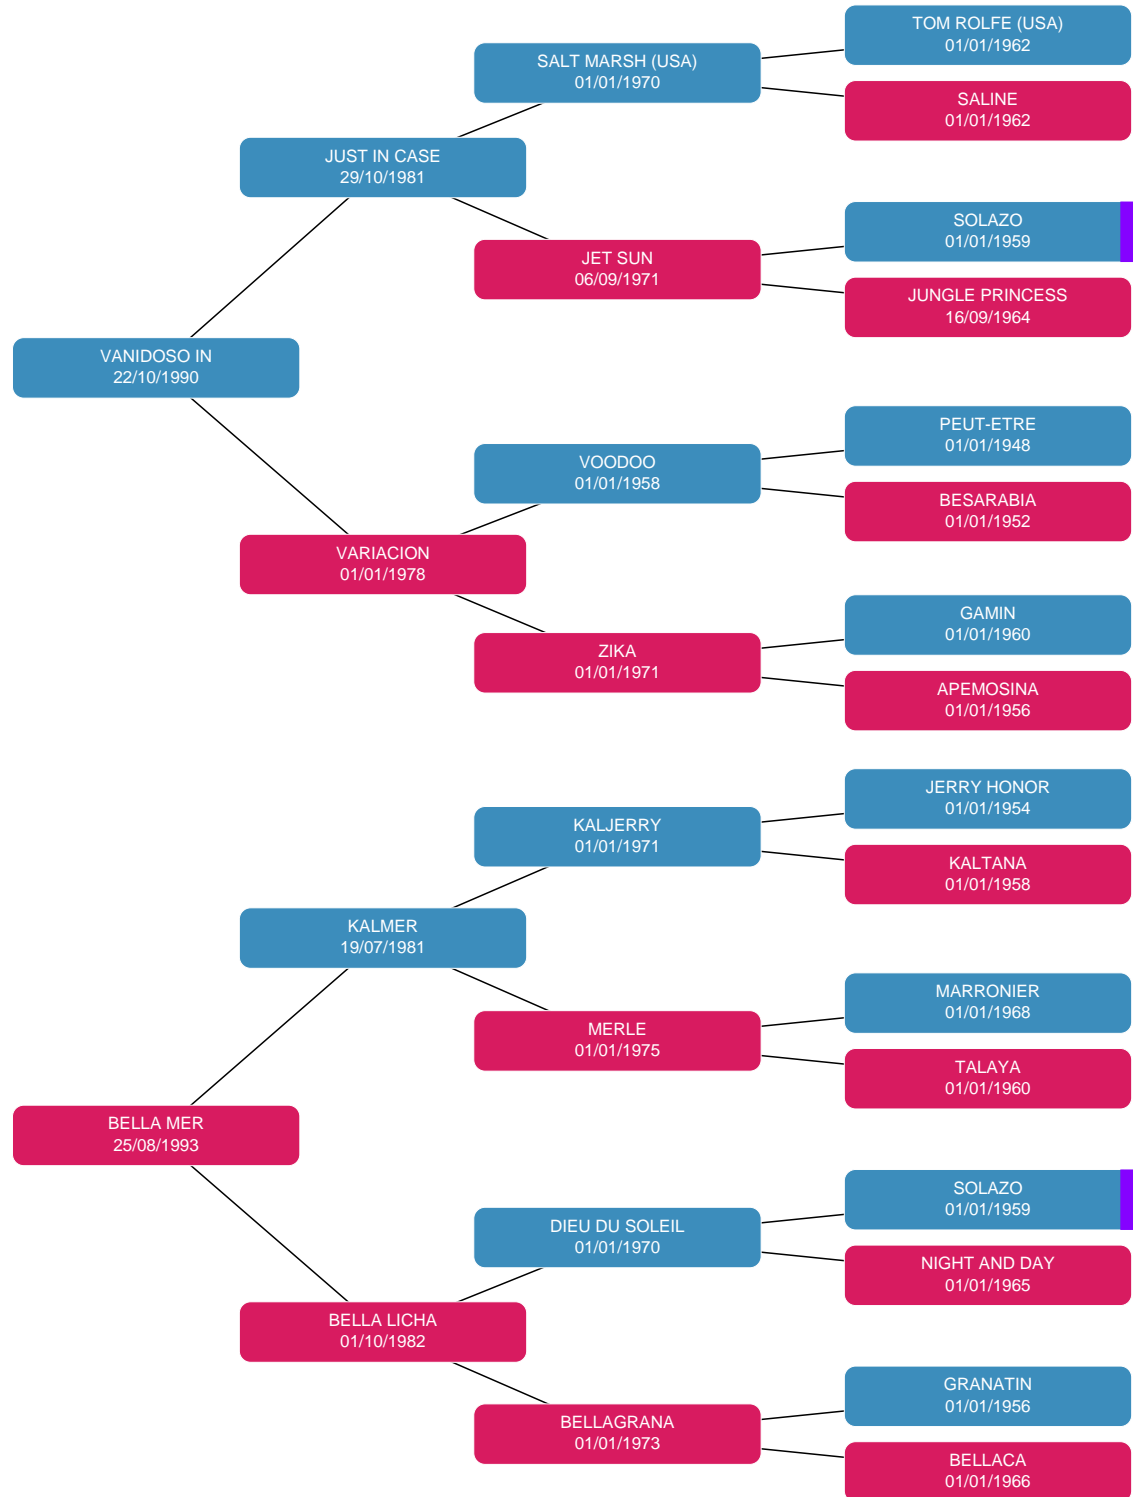 TOM ROLFE (USA)
01/01/1962
SALT MARSH (USA)
01/01/1970
SALINE
01/01/1962
JUST IN CASE
29/10/1981
SOLAZO
01/01/1959
JET SUN
06/09/1971
JUNGLE PRINCESS
16/09/1964
VANIDOSO IN
22/10/1990
PEUT-ETRE
01/01/1948
VOODOO
01/01/1958
BESARABIA
01/01/1952
VARIACION
01/01/1978
GAMIN
01/01/1960
ZIKA
01/01/1971
APEMOSINA
01/01/1956
JERRY HONOR
01/01/1954
KALJERRY
01/01/1971
KALTANA
01/01/1958
KALMER
19/07/1981
MARRONIER
01/01/1968
MERLE
01/01/1975
TALAYA
01/01/1960
BELLA MER
25/08/1993
SOLAZO
01/01/1959
DIEU DU SOLEIL
01/01/1970
NIGHT AND DAY
01/01/1965
BELLA LICHA
01/10/1982
GRANATIN
01/01/1956
BELLAGRANA
01/01/1973
BELLACA
01/01/1966